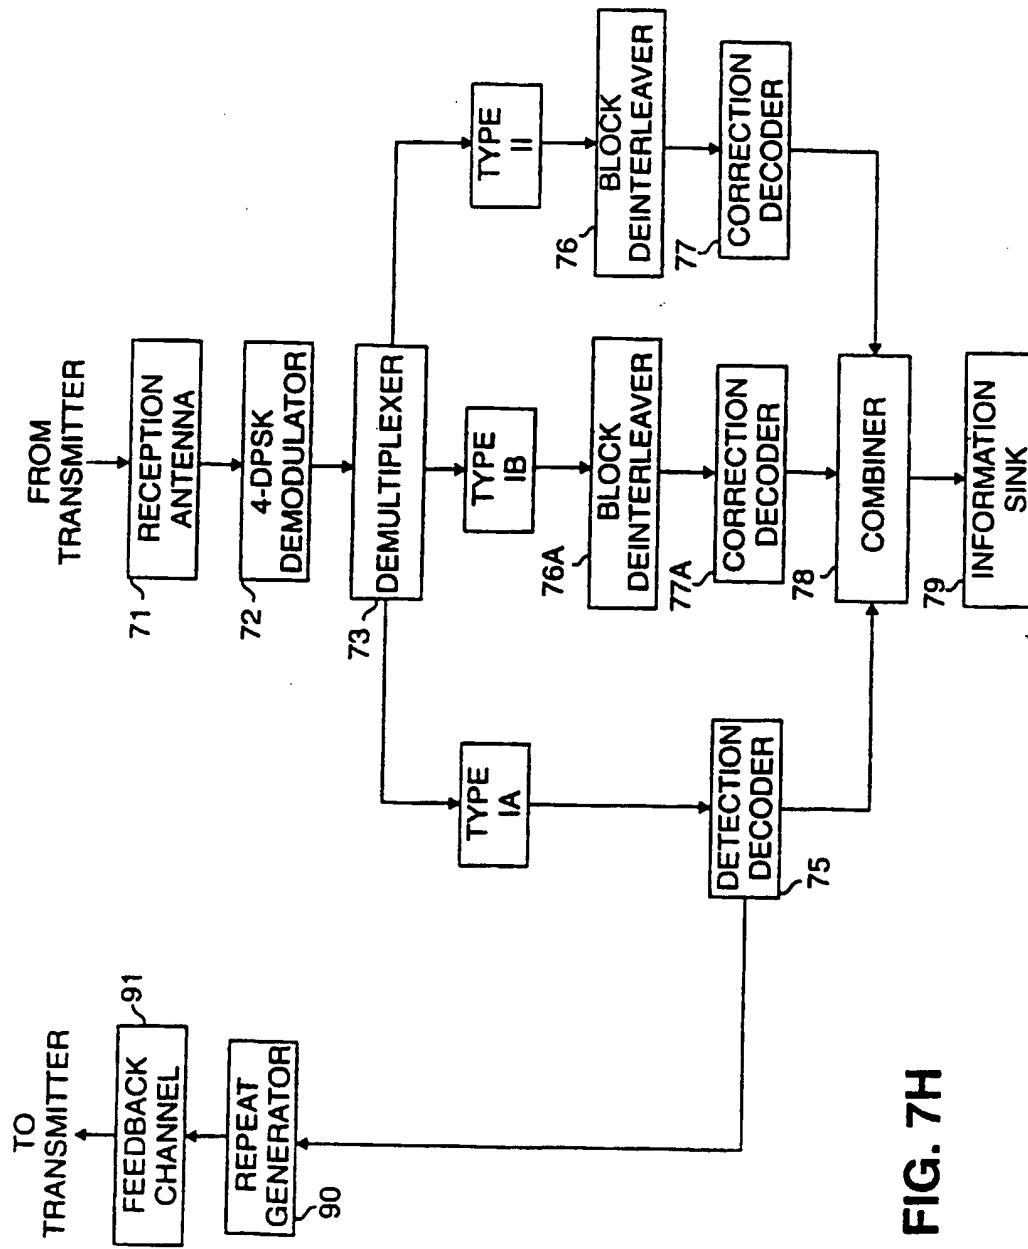 FROM
TRANSMITTER
RECEPTION
ANTENNA
71
4-DPSK
DEMODULATOR
72
DEMULTIPLEXER
73
TYPE
IA
TYPE
IB
TYPE
II
BLOCK
DEINTERLEAVER
76A
BLOCK
DEINTERLEAVER
76
DETECTION
DECODER
75
CORRECTION
DECODER
77A
CORRECTION
DECODER
77
COMBINER
78
INFORMATION
SINK
79
TO
TRANSMITTER
FEEDBACK
CHANNEL
91
REPEAT
GENERATOR
90
FIG. 7H